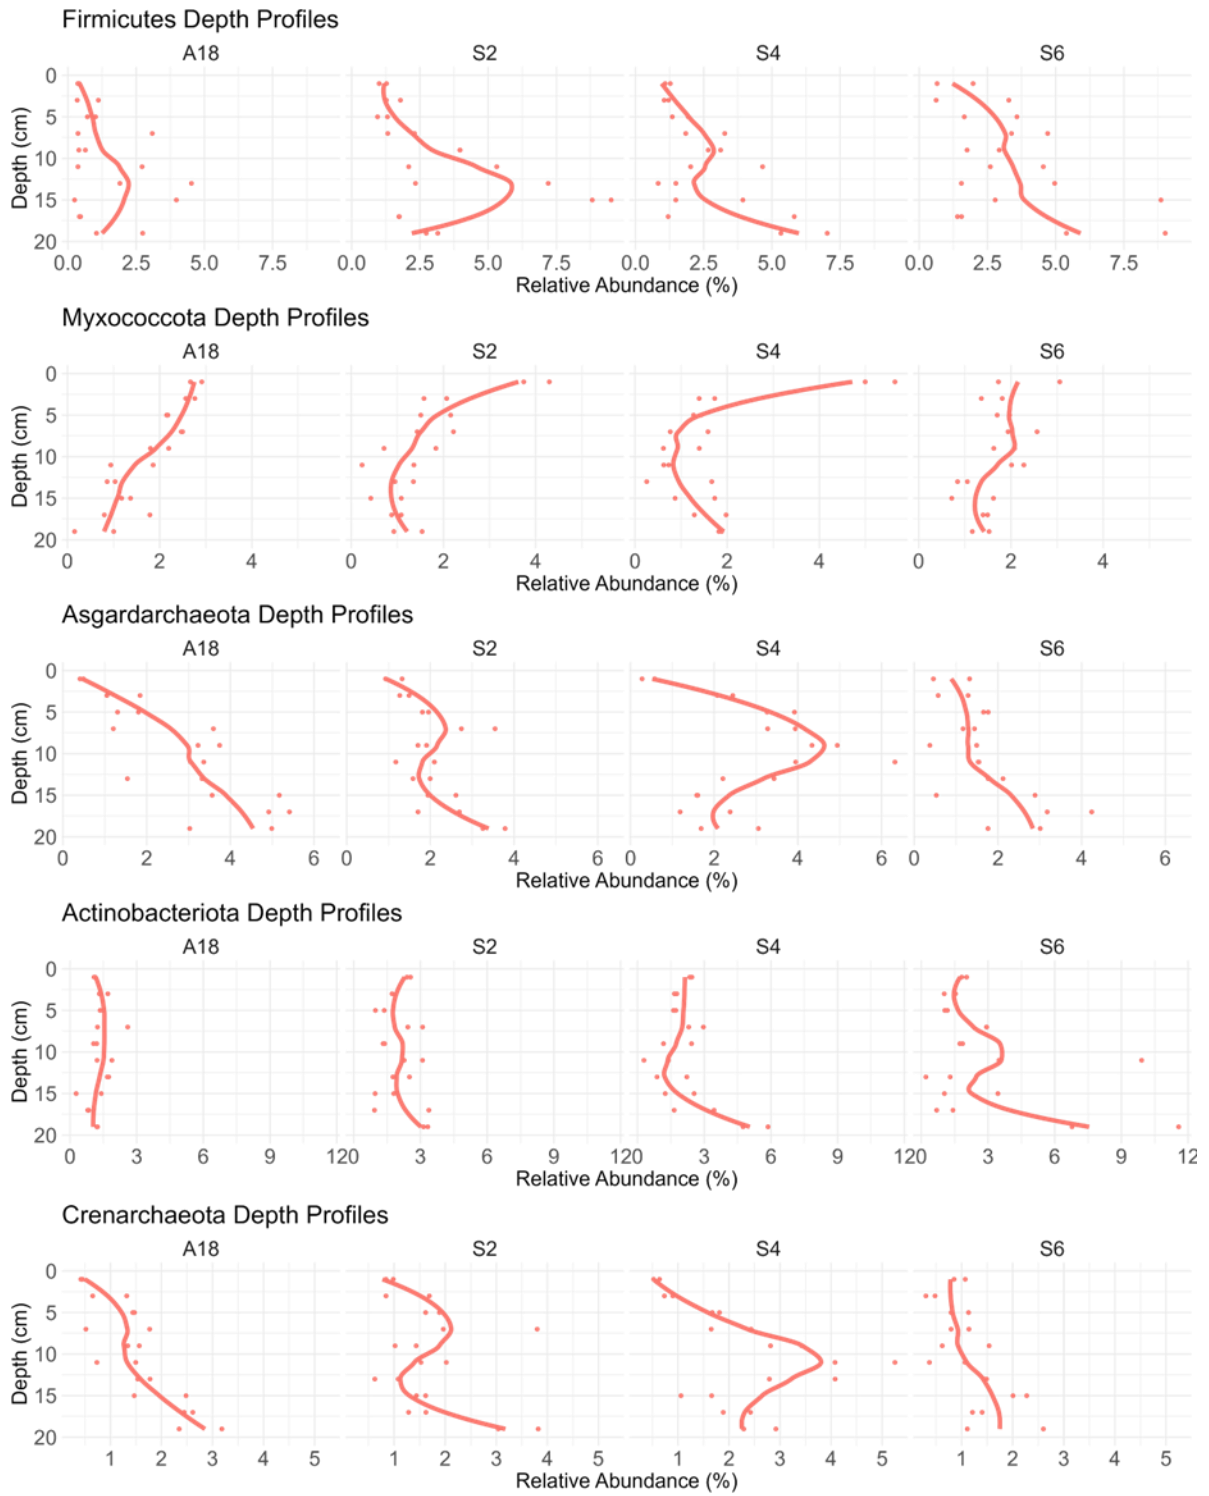 Firmicutes Depth Profiles
A18 S2 S4 S6
Depth (cm)
0
5
10
15
20
0.0 2.5 5.0 7.5 0.0 2.5 5.0 7.5 0.0 2.5 5.0 7.5 0.0 2.5 5.0 7.5
Relative Abundance (%)
Myxococcota Depth Profiles
A18 S2 S4 S6
Depth (cm)
0
5
10
15
20
0 2 4 0 2 4 0 2 4 0 2 4
Relative Abundance (%)
Asgardarchaeota Depth Profiles
A18 S2 S4 S6
Depth (cm)
0
5
10
15
20
0 2 4 6 0 2 4 6 0 2 4 6 0 2 4 6
Relative Abundance (%)
Actinobacteriota Depth Profiles
A18 S2 S4 S6
Depth (cm)
0
5
10
15
20
0 3 6 9 120 3 6 9 120 3 6 9 120 3 6 9 12
Relative Abundance (%)
Crenarchaeota Depth Profiles
A18 S2 S4 S6
Depth (cm)
0
5
10
15
20
1 2 3 4 5 1 2 3 4 5 1 2 3 4 5 1 2 3 4 5
Relative Abundance (%)